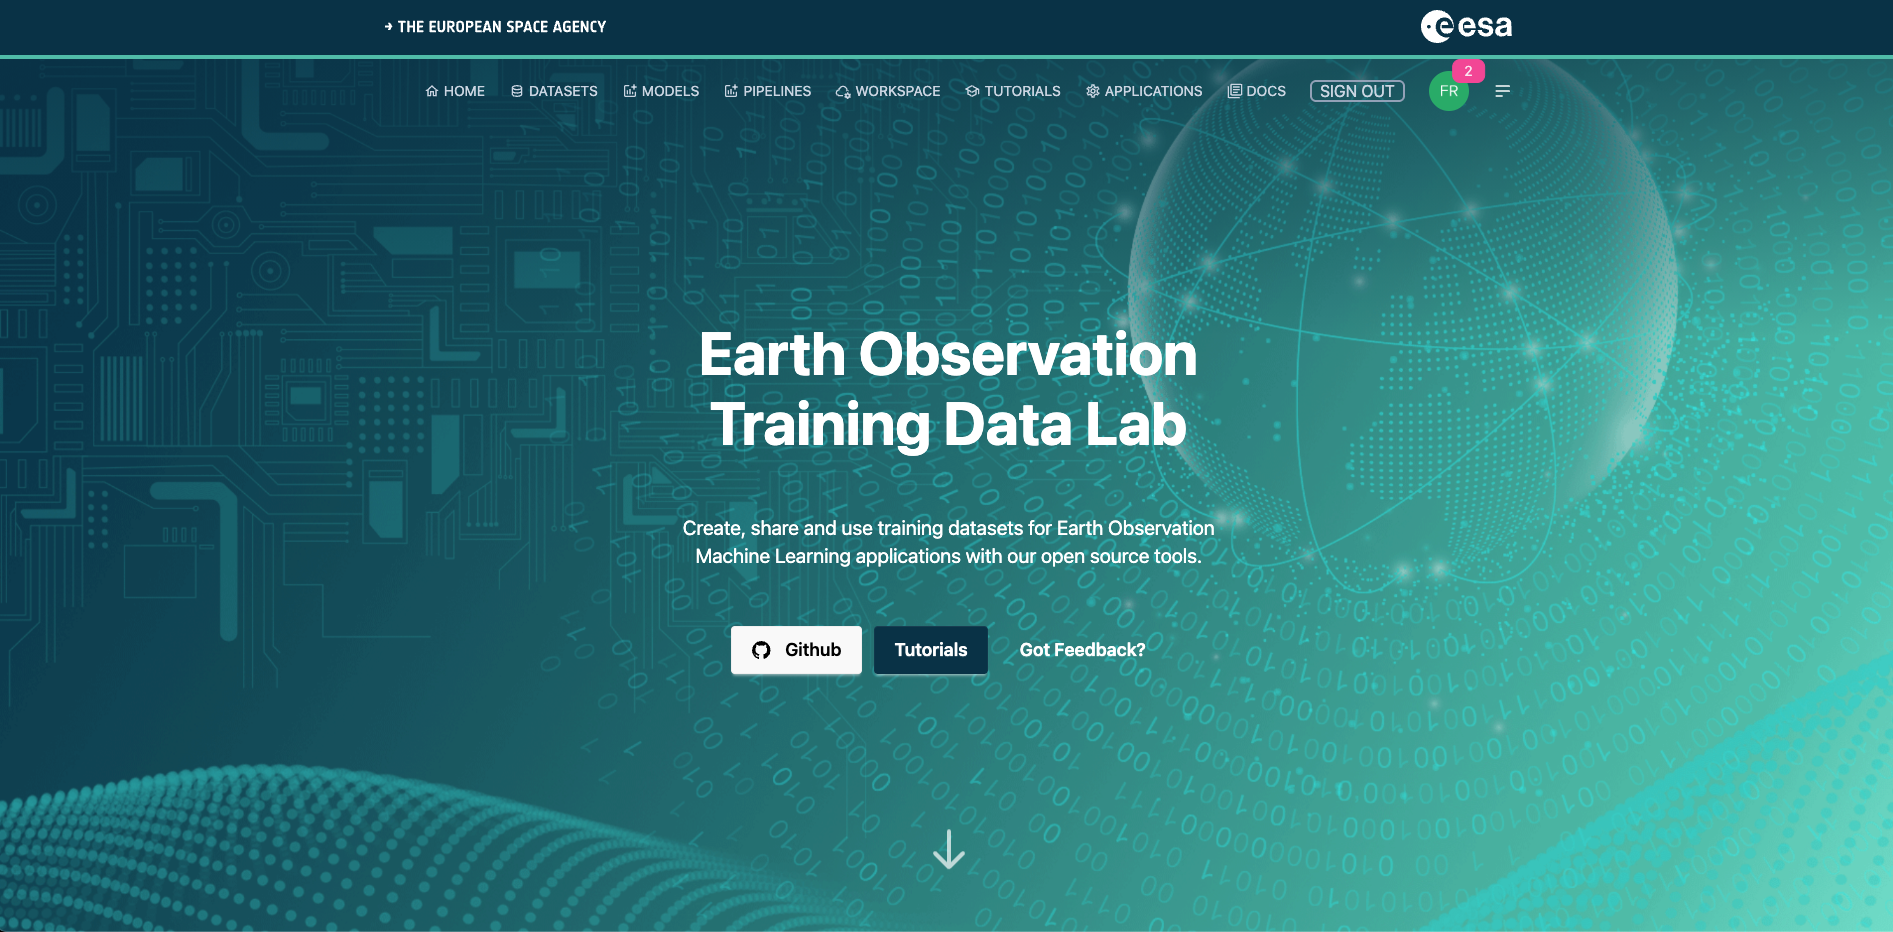 → THE EUROPEAN SPACE AGENCY
esa
HOME DATASETS MODELS PIPELINES WORKSPACE TUTORIALS APPLICATIONS DOCS SIGN OUT FR 2
Earth Observation
Training Data Lab
Create, share and use training datasets for Earth Observation
Machine Learning applications with our open source tools.
Github Tutorials Got Feedback?